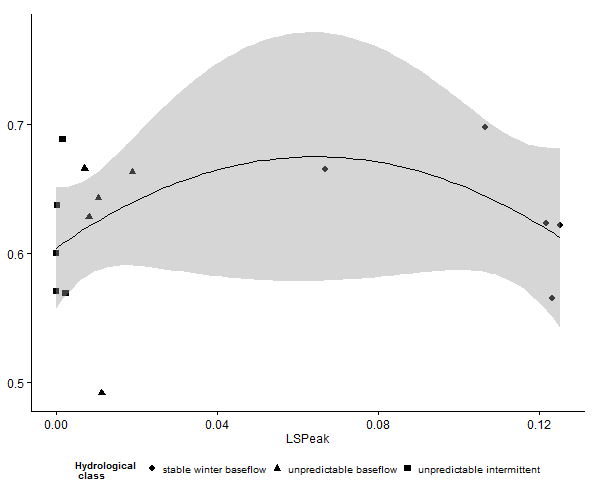 0.7
0.6
0.5
0.00 0.04 0.08 0.12
LSPeak
Hydrological
class
stable winter baseflow unpredictable baseflow unpredictable intermittent